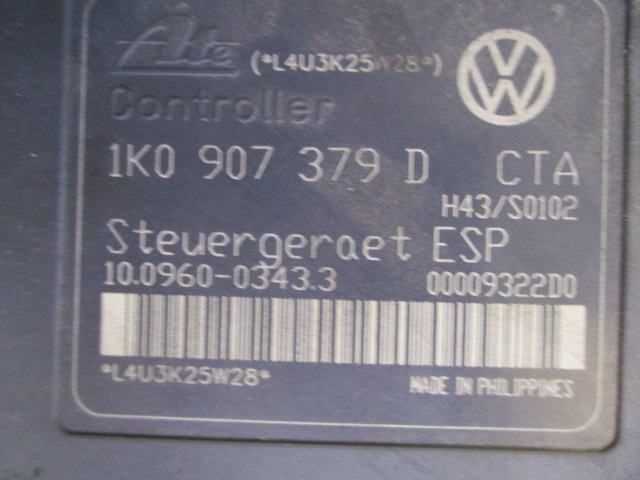 Ate (*L4U3K25W28*)
Controller
1K0 907 379 D CTA
H43/S0102
Steuergeraet ESP
10.0960-0343.3 00009322D0
*L4U3K25W28* MADE IN PHILIPPINES